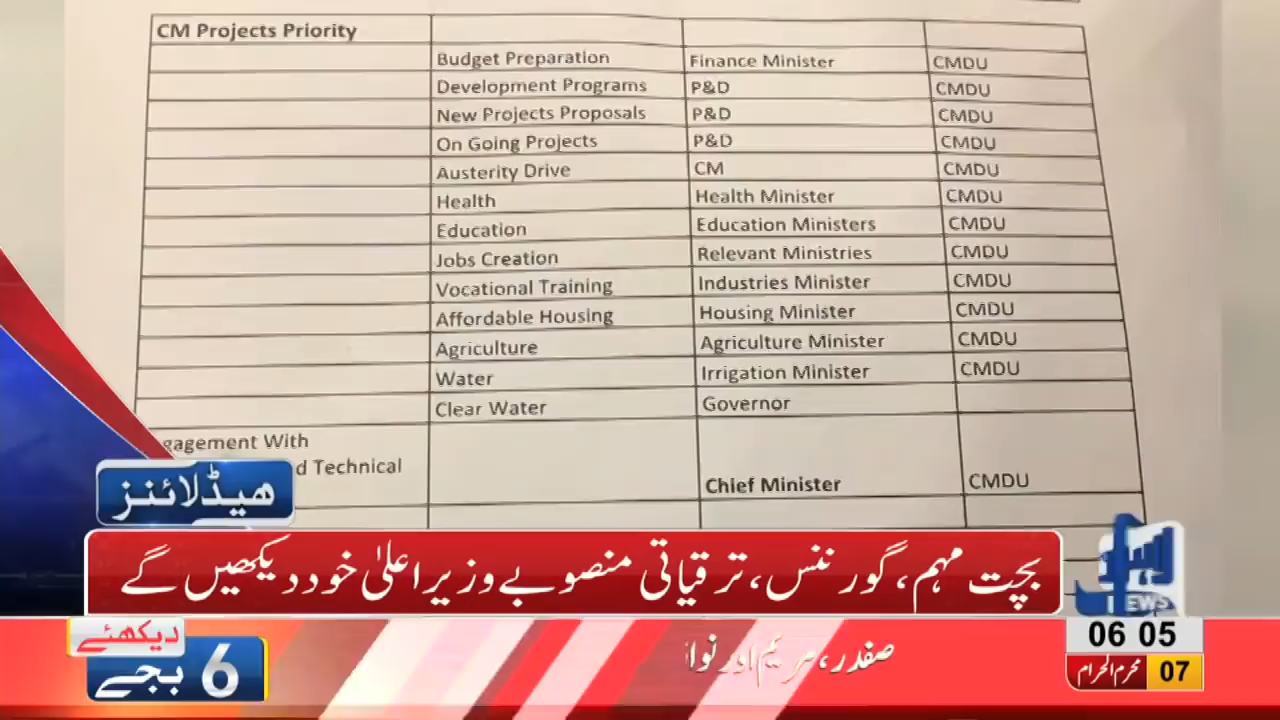 CM Projects Priority
Budget Preparation Finance Minister CMDU
Development Programs P&D CMDU
New Projects Proposals P&D CMDU
On Going Projects P&D CMDU
Austerity Drive CM CMDU
Health Health Minister CMDU
Education Education Ministers CMDU
Jobs Creation Relevant Ministries CMDU
Vocational Training Industries Minister CMDU
Affordable Housing Housing Minister CMDU
Agriculture Agriculture Minister CMDU
Water Irrigation Minister CMDU
Clear Water Governor
gagement With
d Technical
Chief Minister CMDU
ھیڈلائنز
بچت مہم، گورننس، ترقیاتی منصوبے وزیراعلیٰ خود دیکھیں گے
NEWS
دیکھئے
6 بجے
صفدر، مریم اور نوا
06 05
محرم الحرام 07